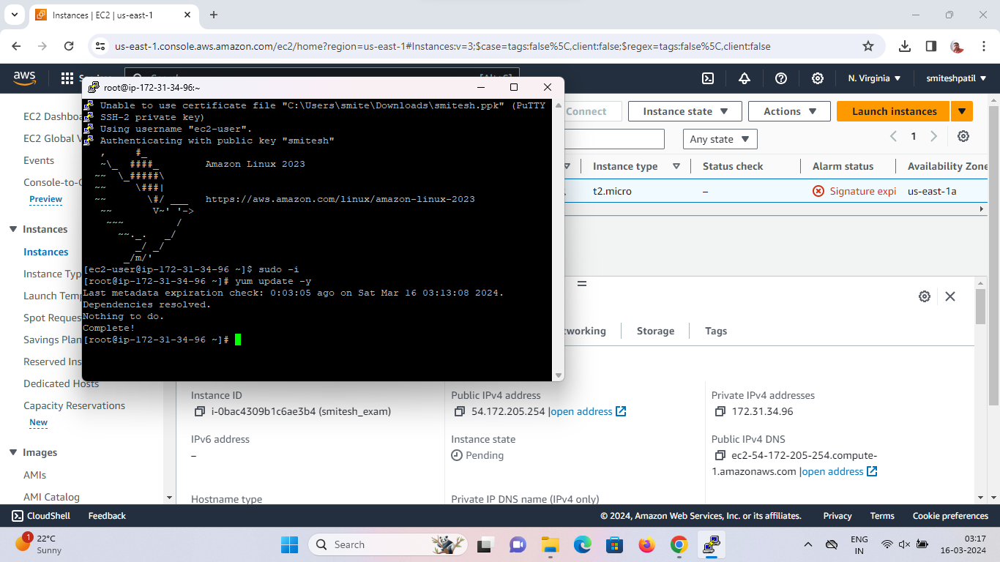 Instances | EC2 | us-east-1
us-east-1.console.aws.amazon.com/ec2/home?region=us-east-1#Instances:v=3;$case=tags:false%5C,client:false;$regex=tags:false%5C,client:false
aws
N. Virginia
smiteshpatil
root@ip-172-31-34-96:~
Unable to use certificate file "C:\Users\smite\Downloads\smitesh.ppk" (PuTTY
SSH-2 private key)
Using username "ec2-user".
Authenticating with public key "smitesh"
   ,     #_
   ~\_  ####_        Amazon Linux 2023
  ~~  \_#####\
  ~~     \###|
  ~~       \#/ ___   https://aws.amazon.com/linux/amazon-linux-2023
   ~~       V~' '->
    ~~~         /
      ~~._.   _/
         _/ _/
       _/m/'
[ec2-user@ip-172-31-34-96 ~]$ sudo -i
[root@ip-172-31-34-96 ~]# yum update -y
Last metadata expiration check: 0:03:05 ago on Sat Mar 16 03:13:08 2024.
Dependencies resolved.
Nothing to do.
Complete!
[root@ip-172-31-34-96 ~]#
EC2
EC2 Global
Events
Preview
Instances
Instances
Instance
Launch
Spot
Savings
Reserved
Dedicated Hosts
Capacity Reservations
New
Images
AMIs
AMI Catalog
Connect
Instance state
Actions
Launch instances
Any state
1
Instance type
Status check
Alarm status
Availability Zone
t2.micro
–
Signature expi
us-east-1a
Storage
Tags
Instance ID
i-0bac4309b1c6ae3b4 (smitesh_exam)
Public IPv4 address
54.172.205.254 |open address
Private IPv4 addresses
172.31.34.96
IPv6 address
–
Instance state
Pending
Public IPv4 DNS
ec2-54-172-205-254.compute-
1.amazonaws.com |open address
Hostname type
Private IP DNS name (IPv4 only)
CloudShell
Feedback
© 2024, Amazon Web Services, Inc. or its affiliates.
Privacy
Terms
Cookie preferences
1
22°C
Sunny
Search
ENG
IN
03:17
16-03-2024